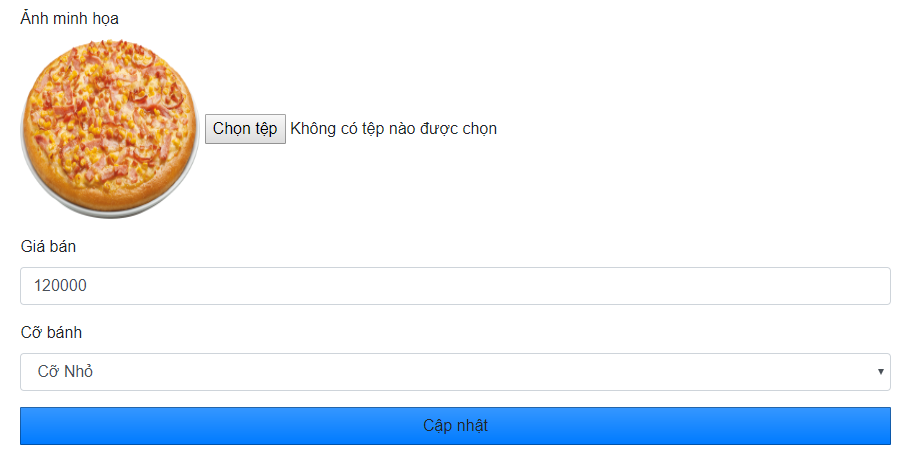 Ảnh minh họa
Chọn tệp Không có tệp nào được chọn
Giá bán
120000
Cỡ bánh
Cỡ Nhỏ
Cập nhật